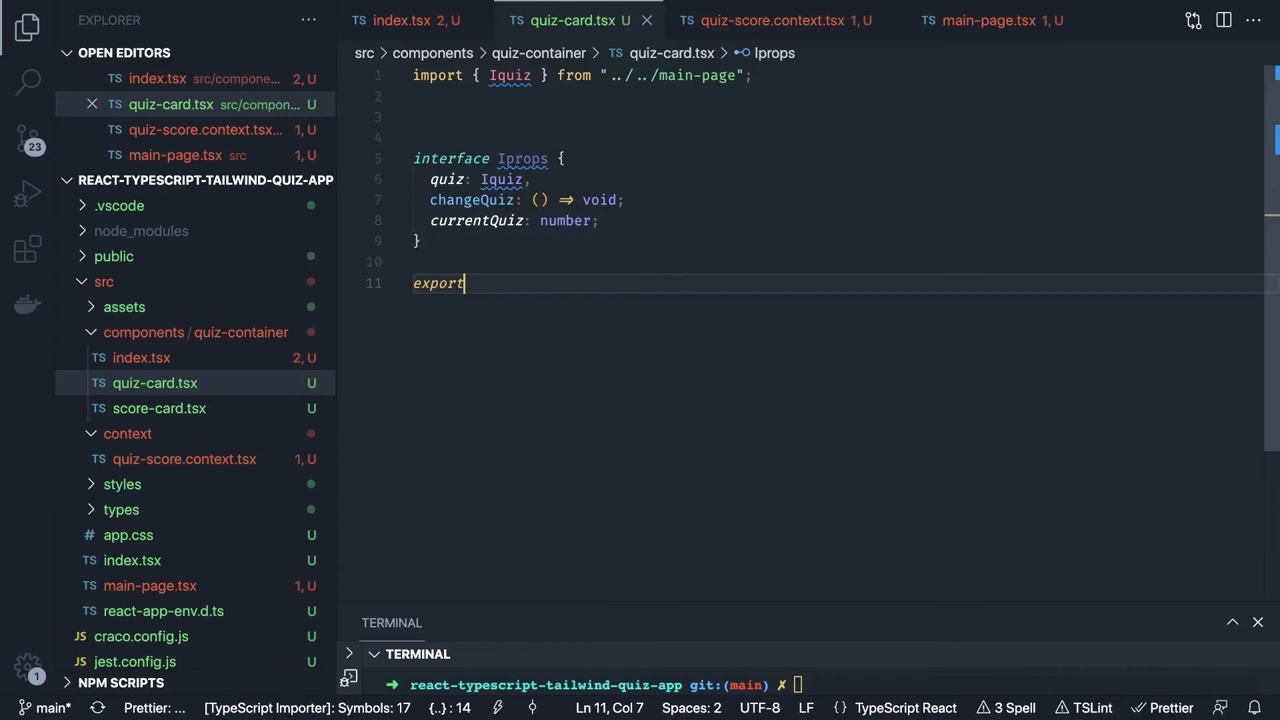 EXPLORER
index.tsx 2, U
quiz-card.tsx U
quiz-score.context.tsx 1, U
main-page.tsx 1, U
OPEN EDITORS
index.tsx src/compone... 2, U
quiz-card.tsx src/compon... U
quiz-score.context.tsx... 1, U
main-page.tsx src 1, U
REACT-TYPESCRIPT-TAILWIND-QUIZ-APP
.vscode
node_modules
public
src
assets
components / quiz-container
index.tsx 2, U
quiz-card.tsx U
score-card.tsx U
context
quiz-score.context.tsx 1, U
styles
types
app.css U
index.tsx U
main-page.tsx 1, U
react-app-env.d.ts U
craco.config.js U
jest.config.js U
NPM SCRIPTS
23
1
src > components > quiz-container > TS quiz-card.tsx > Iprops
1 import { Iquiz } from "../../main-page";
2
3
4
5 interface Iprops {
6 quiz: Iquiz,
7 changeQuiz: () => void;
8 currentQuiz: number;
9 }
10
11 export
TERMINAL
TERMINAL
➜ react-typescript-tailwind-quiz-app git:(main) ✗
main* Prettier: ... [TypeScript Importer]: Symbols: 17 {..} : 14 Ln 11, Col 7 Spaces: 2 UTF-8 LF { } TypeScript React 3 Spell TSLint Prettier